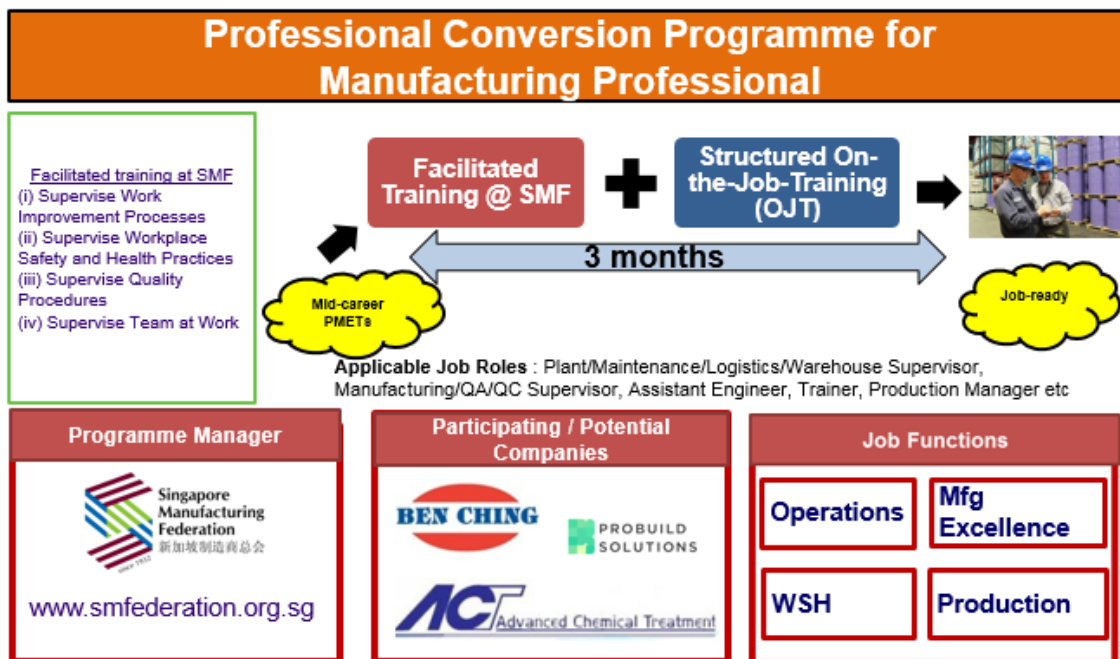 Professional Conversion Programme for
Manufacturing Professional
Facilitated training at SMF
(i) Supervise Work
Improvement Processes
(ii) Supervise Workplace
Safety and Health Practices
(iii) Supervise Quality
Procedures
(iv) Supervise Team at Work
Facilitated
Training @ SMF
Structured On-
the-Job-Training
(OJT)
3 months
Mid-career
PMETs
Job-ready
Applicable Job Roles : Plant/Maintenance/Logistics/Warehouse Supervisor,
Manufacturing/QA/QC Supervisor, Assistant Engineer, Trainer, Production Manager etc
Programme Manager
Singapore
Manufacturing
Federation
新加坡制造商总会
since 1932
www.smfederation.org.sg
Participating / Potential
Companies
BEN CHING
PROBUILD
SOLUTIONS
ACT
Advanced Chemical Treatment
Job Functions
Operations
Mfg
Excellence
WSH
Production